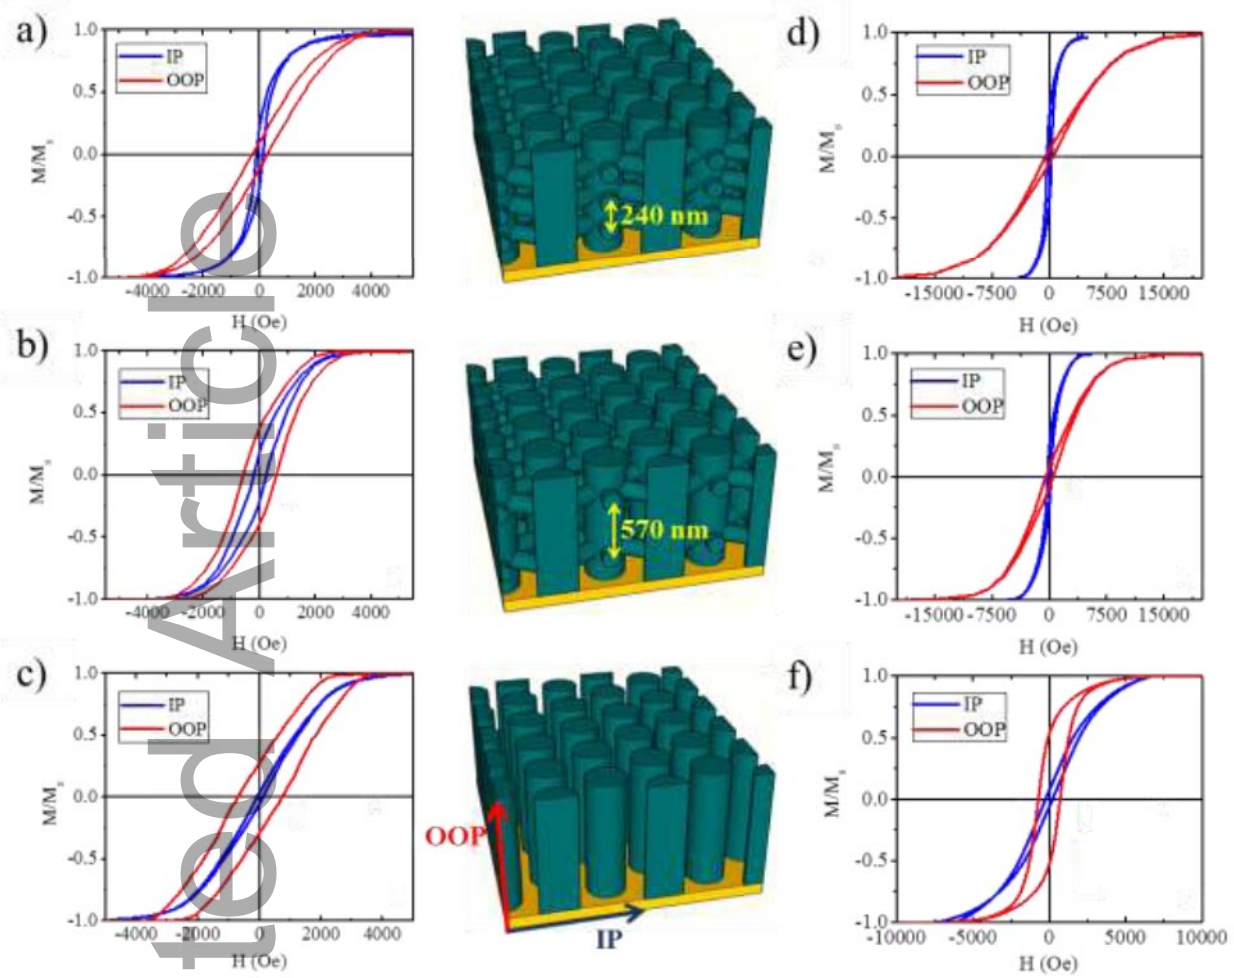 a)
1.0
0.5
0.0
-0.5
-1.0
M/Ms
IP
OOP
-4000 -2000 0 2000 4000
H (Oe)
240 nm
d)
1.0
0.5
0.0
-0.5
-1.0
M/Ms
IP
OOP
-15000 -7500 0 7500 15000
H (Oe)
b)
1.0
0.5
0.0
-0.5
-1.0
M/Ms
IP
OOP
-4000 -2000 0 2000 4000
H (Oe)
570 nm
e)
1.0
0.5
0.0
-0.5
-1.0
M/Ms
IP
OOP
-15000 -7500 0 7500 15000
H (Oe)
c)
1.0
0.5
0.0
-0.5
-1.0
M/Ms
IP
OOP
-4000 -2000 0 2000 4000
H (Oe)
OOP
IP
f)
1.0
0.5
0.0
-0.5
-1.0
M/Ms
IP
OOP
-10000 -5000 0 5000 10000
H (Oe)
ted Article